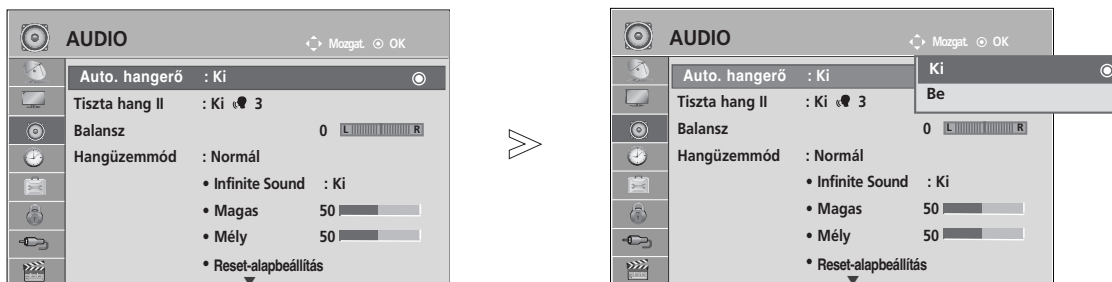 AUDIO Mozgat. OK
Auto. hangerő : Ki
Tiszta hang II : Ki 3
Balansz 0 L R
Hangüzemmód : Normál
• Infinite Sound : Ki
• Magas 50
• Mély 50
• Reset-alapbeállítás
>
AUDIO Mozgat. OK
Auto. hangerő : Ki
Ki
Be
Tiszta hang II : Ki 3
Balansz 0 L R
Hangüzemmód : Normál
• Infinite Sound : Ki
• Magas 50
• Mély 50
• Reset-alapbeállítás